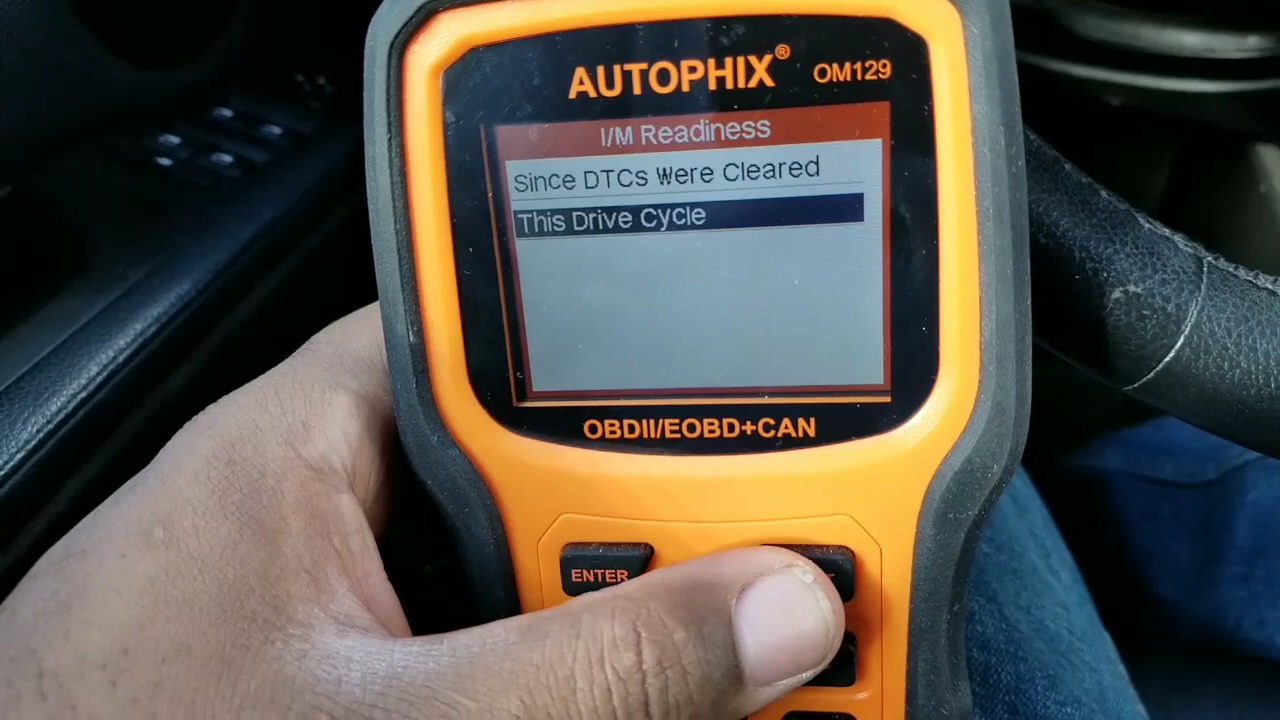 AUTOPHIX® OM129
I/M Readiness
Since DTCs Were Cleared
This Drive Cycle
OBDII/EOBD+CAN
ENTER